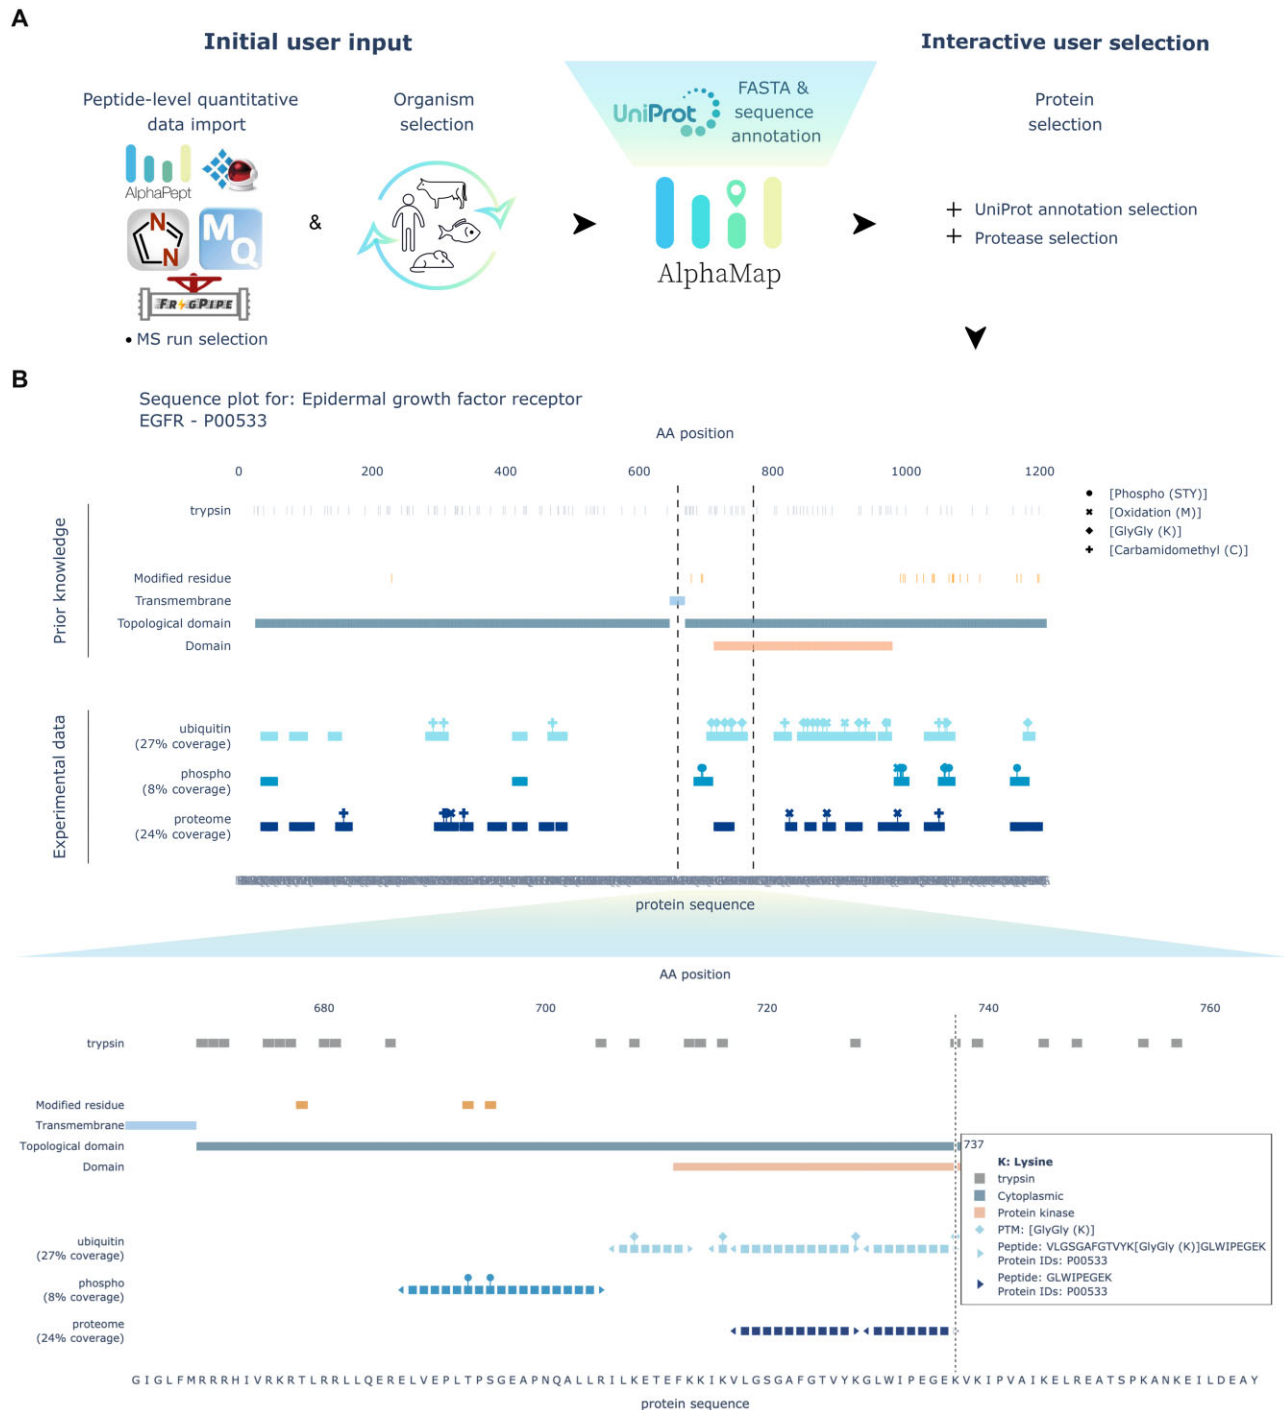 A
Initial user input
Interactive user selection
Peptide-level quantitative
data import
Organism
selection
UniProt
FASTA &
sequence
annotation
Protein
selection
AlphaPept
N
N
M
Q
FRAGPIPE
&
• MS run selection
AlphaMap
+ UniProt annotation selection
+ Protease selection
B
Sequence plot for: Epidermal growth factor receptor
EGFR - P00533
AA position
0 200 400 600 800 1000 1200
Prior knowledge
trypsin
Modified residue
Transmembrane
Topological domain
Domain
[Phospho (STY)]
[Oxidation (M)]
[GlyGly (K)]
[Carbamidomethyl (C)]
Experimental data
ubiquitin
(27% coverage)
phospho
(8% coverage)
proteome
(24% coverage)
protein sequence
AA position
680 700 720 740 760
trypsin
Modified residue
Transmembrane
Topological domain
Domain
737
K: Lysine
trypsin
Cytoplasmic
Protein kinase
PTM: [GlyGly (K)]
Peptide: VLGSGAFGTVYK[GlyGly (K)]GLWIPEGEK
Protein IDs: P00533
Peptide: GLWIPEGEK
Protein IDs: P00533
ubiquitin
(27% coverage)
phospho
(8% coverage)
proteome
(24% coverage)
G I G L F M R R R H I V R K R T L R R L L Q E R E L V E P L T P S G E A P N Q A L L R I L K E T E F K K I K V L G S G A F G T V Y K G L W I P E G E K V K I P V A I K E L R E A T S P K A N K E I L D E A Y
protein sequence